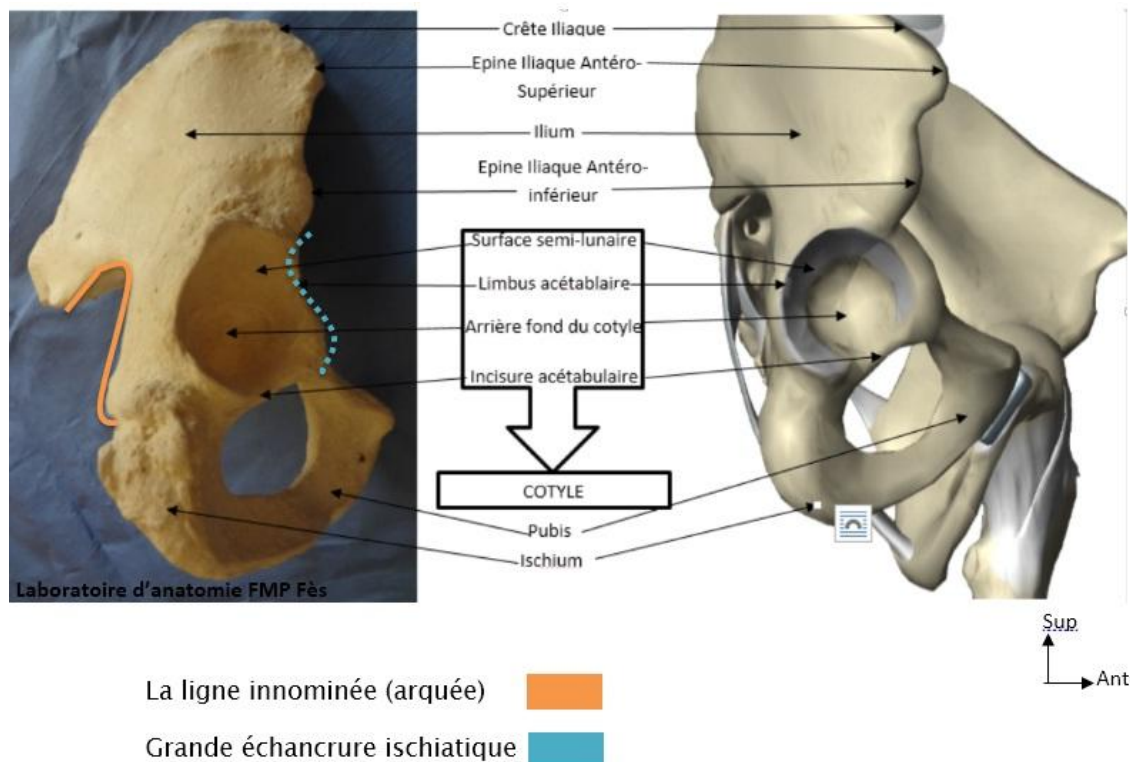 Crête Iliaque
Epine Iliaque Antéro-
Supérieur
Ilium
Epine Iliaque Antéro-
inférieur
Surface semi-lunaire
Limbus acétablaire
Arrière fond du cotyle
Incisure acétabulaire
COTYLE
Pubis
Ischium
Laboratoire d'anatomie FMP Fès
Sup
Ant
La ligne innominée (arquée)
Grande échancrure ischiatique